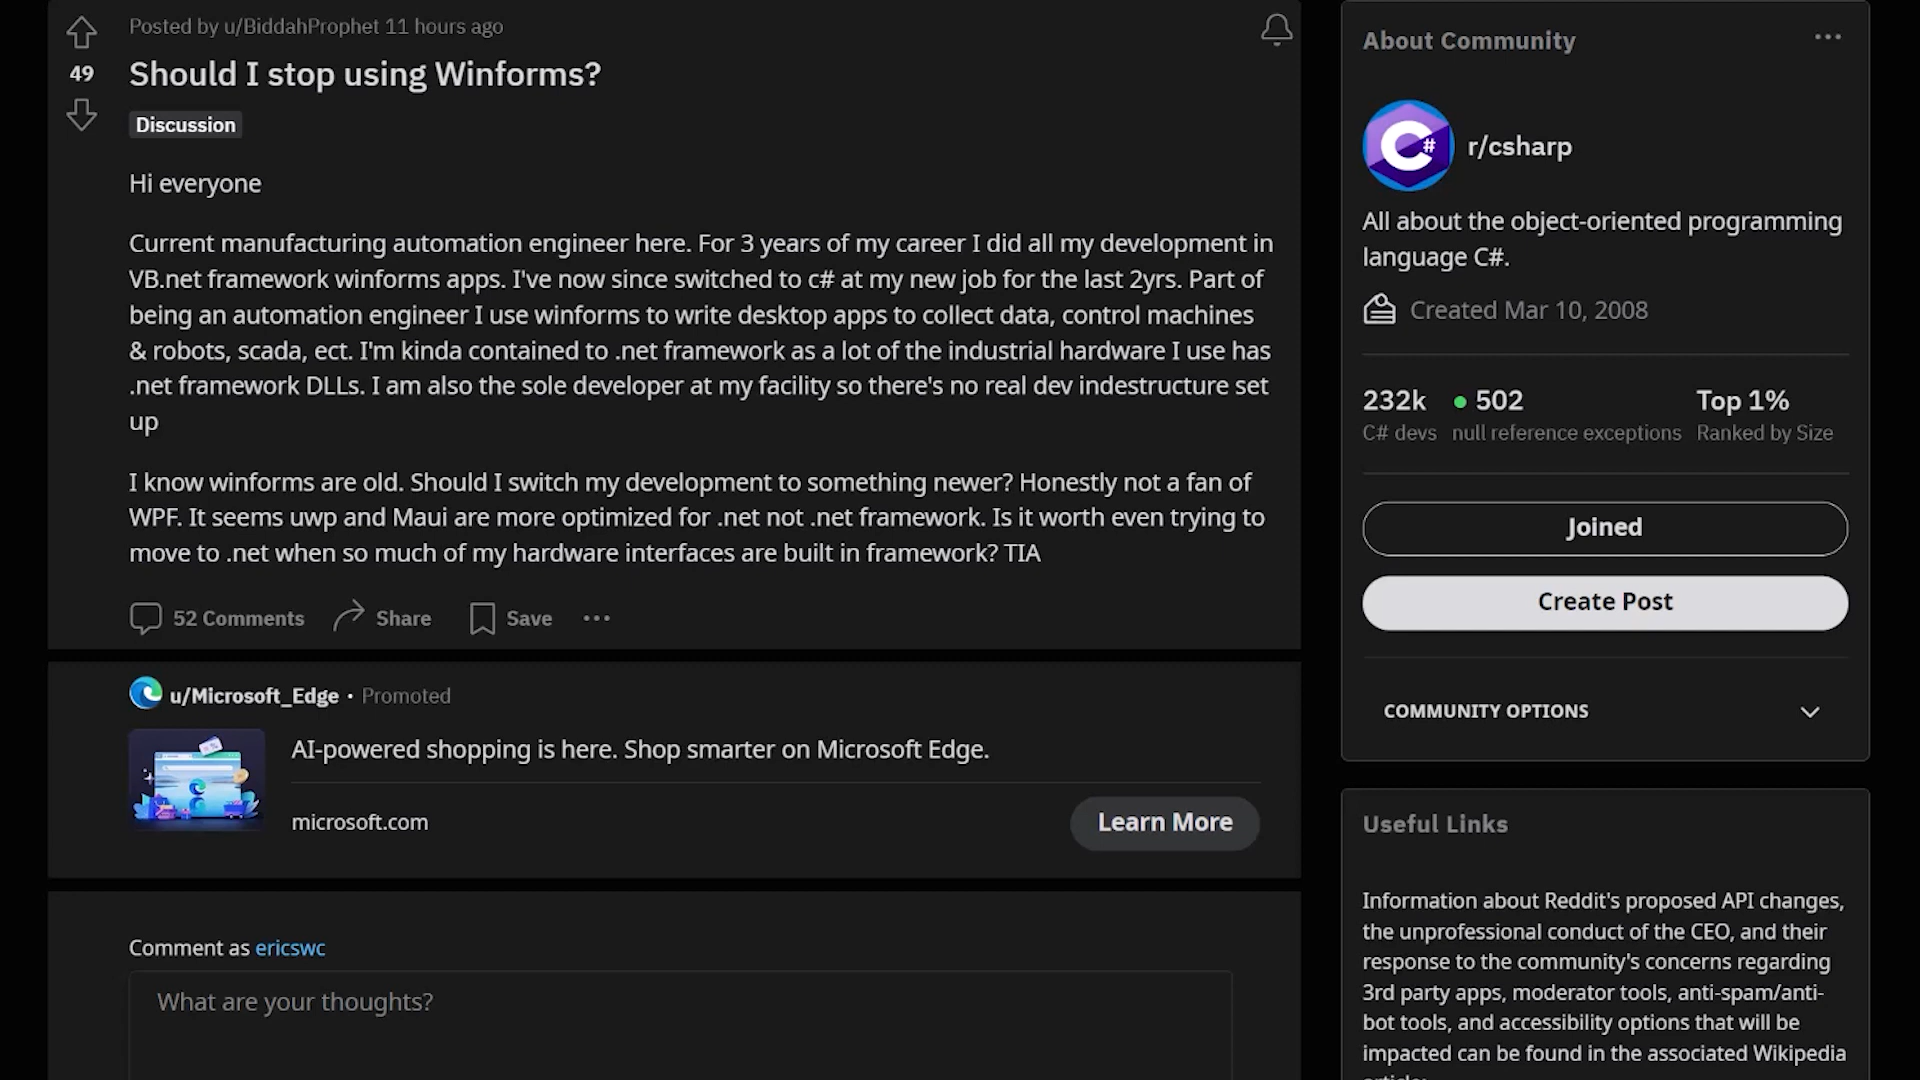 Posted by u/BiddahProphet 11 hours ago
49
Should I stop using Winforms?
Discussion
Hi everyone
Current manufacturing automation engineer here. For 3 years of my career I did all my development in
VB.net framework winforms apps. I've now since switched to c# at my new job for the last 2yrs. Part of
being an automation engineer I use winforms to write desktop apps to collect data, control machines
& robots, scada, ect. I'm kinda contained to .net framework as a lot of the industrial hardware I use has
.net framework DLLs. I am also the sole developer at my facility so there's no real dev indestructure set
up
I know winforms are old. Should I switch my development to something newer? Honestly not a fan of
WPF. It seems uwp and Maui are more optimized for .net not .net framework. Is it worth even trying to
move to .net when so much of my hardware interfaces are built in framework? TIA
52 Comments Share Save
u/Microsoft_Edge • Promoted
AI-powered shopping is here. Shop smarter on Microsoft Edge.
microsoft.com
Learn More
Comment as ericswc
What are your thoughts?
About Community
C#
r/csharp
All about the object-oriented programming
language C#.
Created Mar 10, 2008
232k 502 Top 1%
C# devs null reference exceptions Ranked by Size
Joined
Create Post
COMMUNITY OPTIONS
Useful Links
Information about Reddit's proposed API changes,
the unprofessional conduct of the CEO, and their
response to the community's concerns regarding
3rd party apps, moderator tools, anti-spam/anti-
bot tools, and accessibility options that will be
impacted can be found in the associated Wikipedia